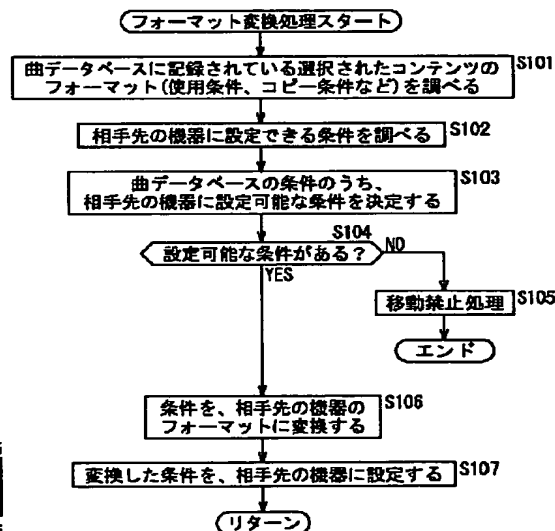 フォーマット変換処理スタート
曲データベースに記録されている選択されたコンテンツの
フォーマット(使用条件、コピー条件など)を調べる
S101
相手先の機器に設定できる条件を調べる
S102
曲データベースの条件のうち、
相手先の機器に設定可能な条件を決定する
S103
S104
設定可能な条件がある?
NO
YES
移動禁止処理
S105
エンド
条件を、相手先の機器の
フォーマットに変換する
S106
変換した条件を、相手先の機器に設定する
S107
リターン